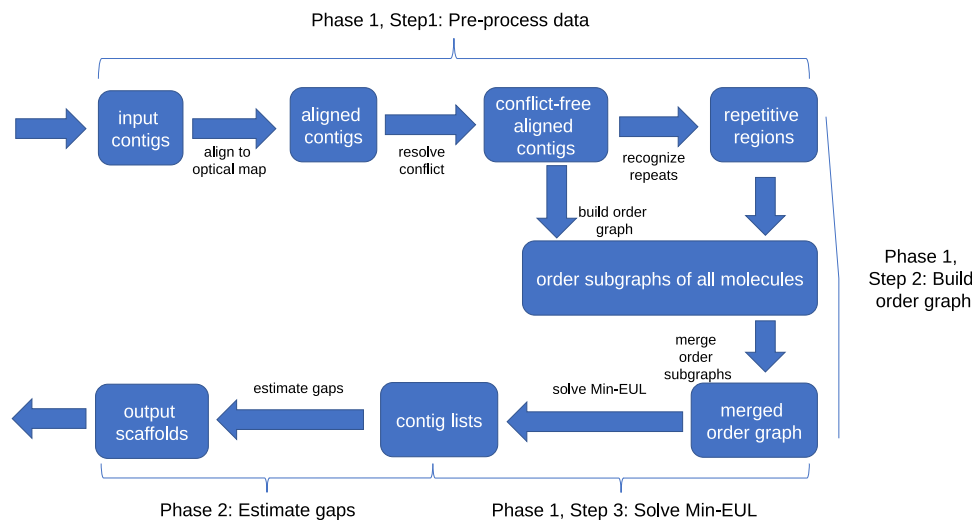 Phase 1, Step1: Pre-process data
input
contigs
align to
optical map
aligned
contigs
resolve
conflict
conflict-free
aligned
contigs
recognize
repeats
repetitive
regions
build order
graph
order subgraphs of all molecules
Phase 1,
Step 2: Build
order graph
merge
order
subgraphs
merged
order graph
solve Min-EUL
contig lists
estimate gaps
output
scaffolds
Phase 2: Estimate gaps
Phase 1, Step 3: Solve Min-EUL